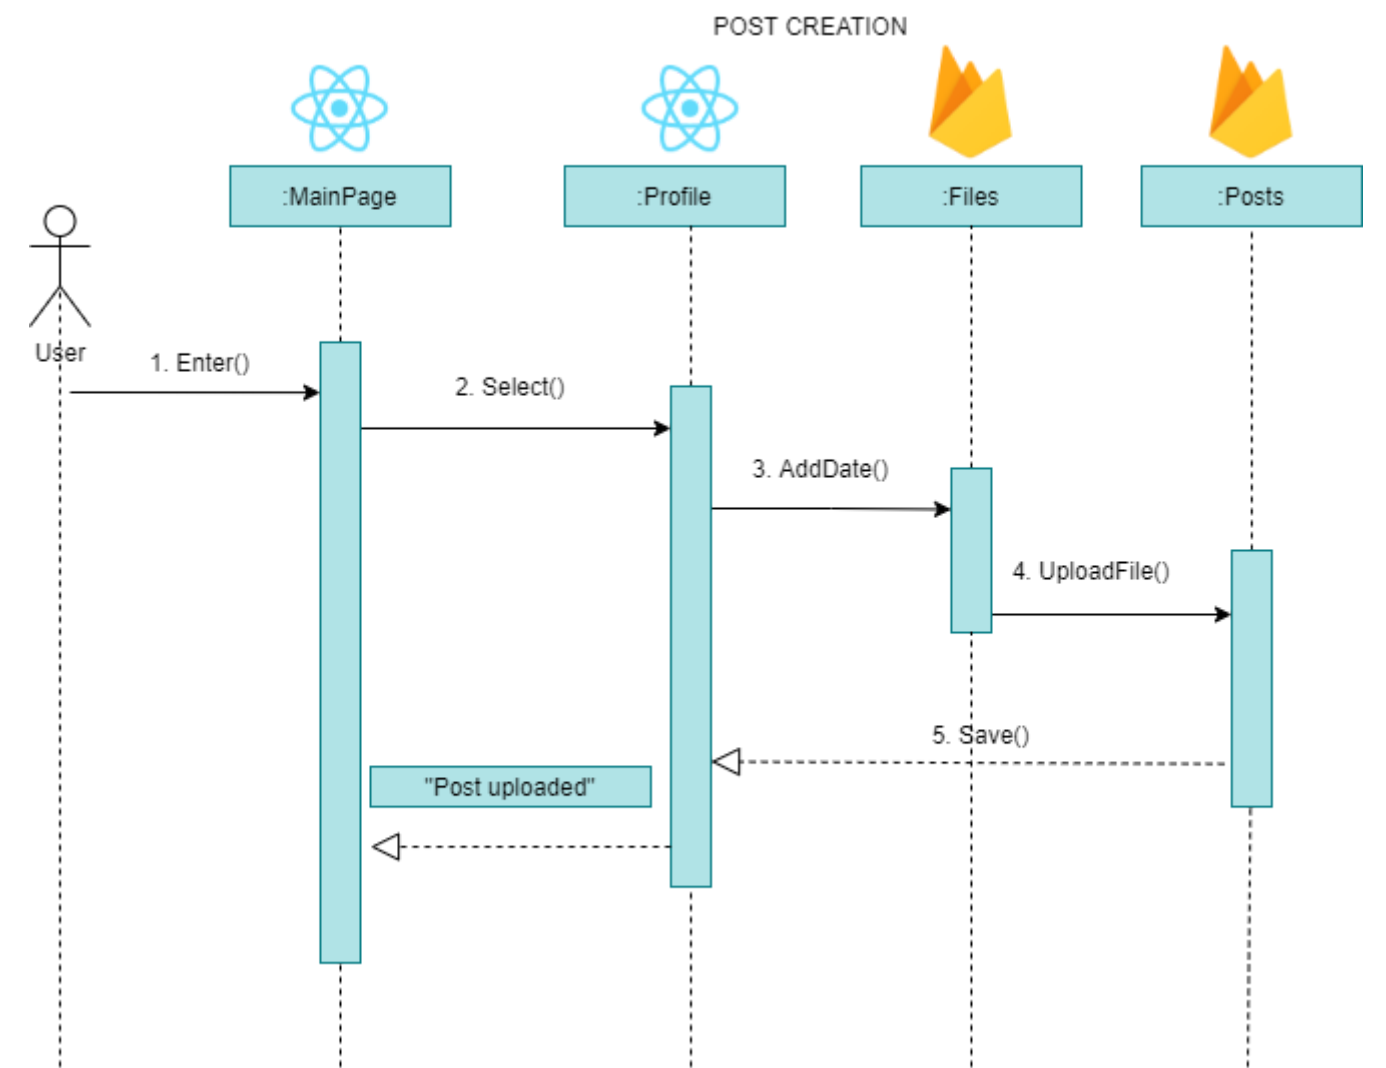 POST CREATION
:MainPage
:Profile
:Files
:Posts
User
1. Enter()
2. Select()
3. AddDate()
4. UploadFile()
5. Save()
"Post uploaded"